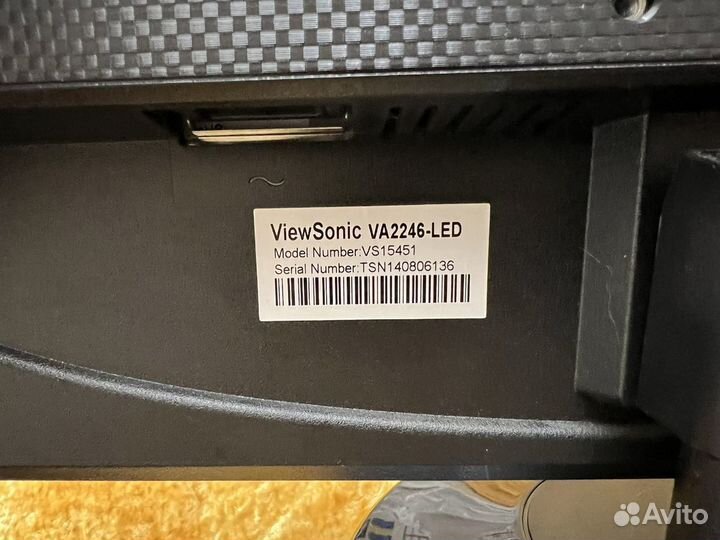 ViewSonic VA2246-LED
Model Number:VS15451
Serial Number:TSN140806136
Avito